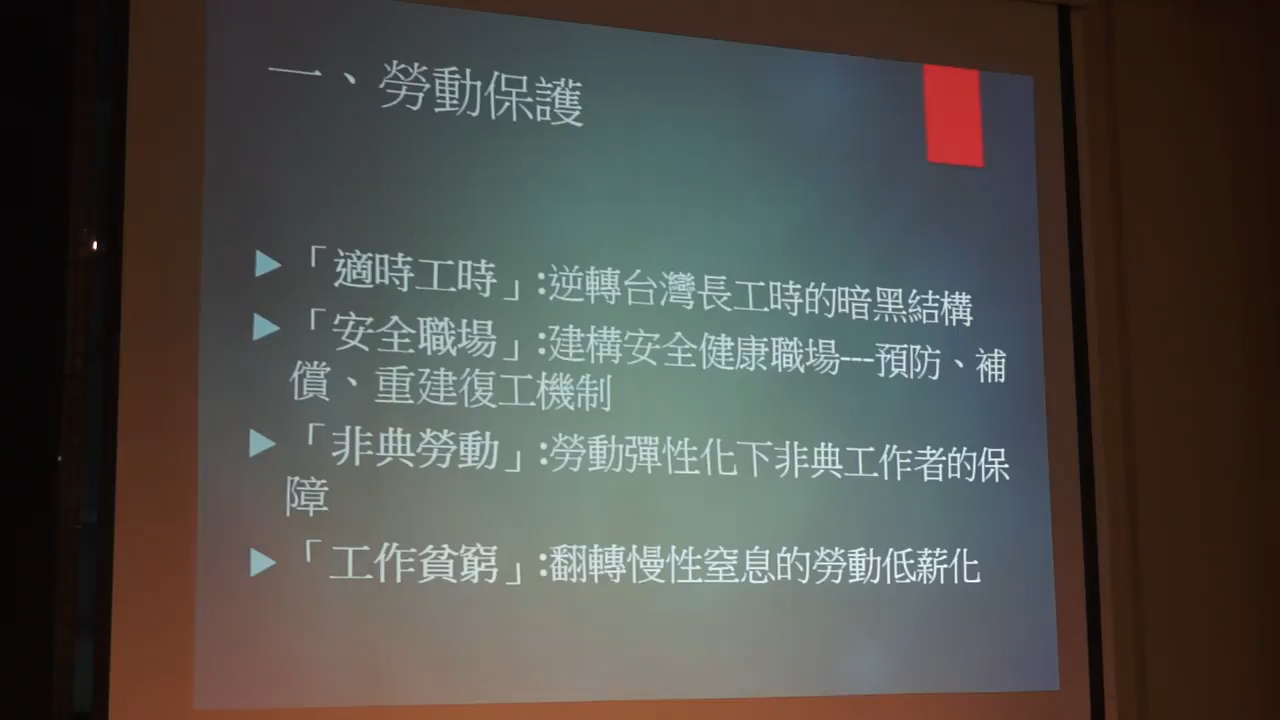 一、勞動保護
「適時工時」:逆轉台灣長工時的暗黑結構
「安全職場」:建構安全健康職場---預防、補
償、重建復工機制
「非典勞動」:勞動彈性化下非典工作者的保
障
「工作貧窮」:翻轉慢性窒息的勞動低薪化